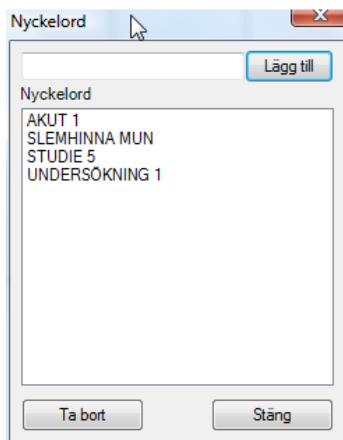 Nyckelord
Lägg till
Nyckelord
AKUT 1
SLEMHINNA MUN
STUDIE 5
UNDERSÖKNING 1
Ta bort
Stäng